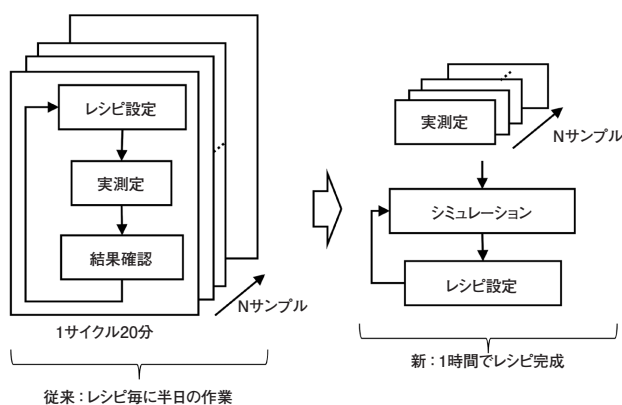 レシピ設定
実測定
結果確認
Nサンプル
1サイクル20分
従来：レシピ毎に半日の作業
実測定
Nサンプル
シミュレーション
レシピ設定
新：1時間でレシピ完成